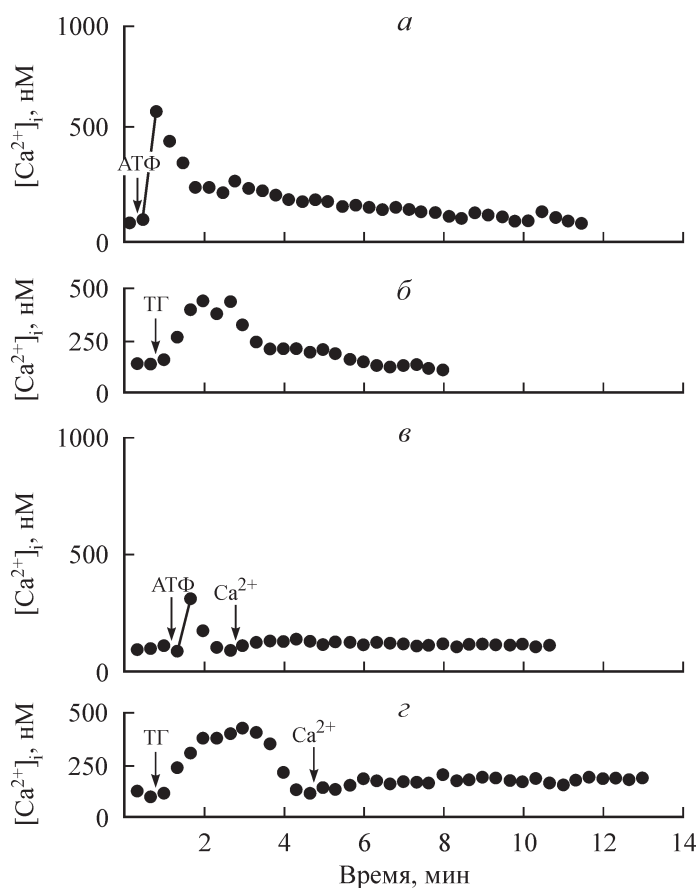 а
1000
500
0
[Ca²⁺]ᵢ, нМ
АТФ
б
500
250
0
[Ca²⁺]ᵢ, нМ
ТГ
в
1000
500
0
[Ca²⁺]ᵢ, нМ
АТФ
Ca²⁺
г
500
250
0
[Ca²⁺]ᵢ, нМ
ТГ
Ca²⁺
2 4 6 8 10 12 14
Время, мин